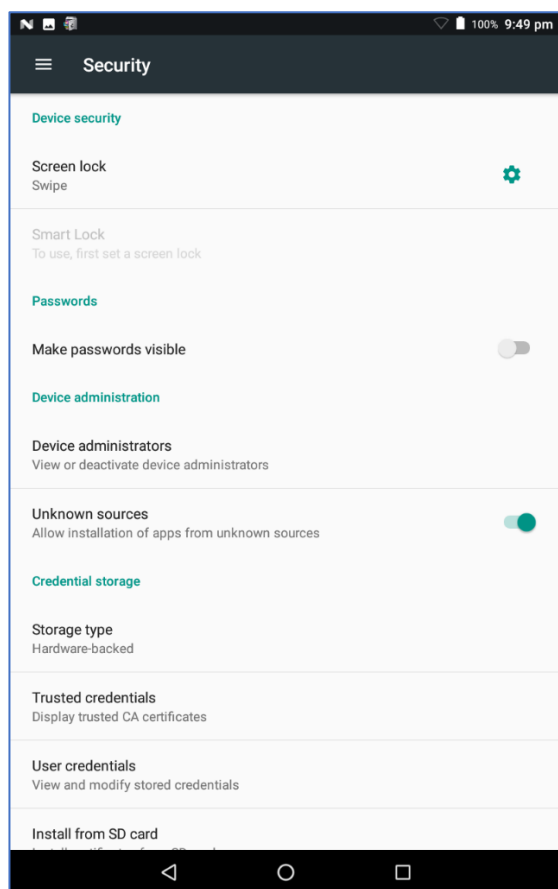 100% 9:49 pm
Security
Device security
Screen lock
Swipe
Smart Lock
To use, first set a screen lock
Passwords
Make passwords visible
Device administration
Device administrators
View or deactivate device administrators
Unknown sources
Allow installation of apps from unknown sources
Credential storage
Storage type
Hardware-backed
Trusted credentials
Display trusted CA certificates
User credentials
View and modify stored credentials
Install from SD card